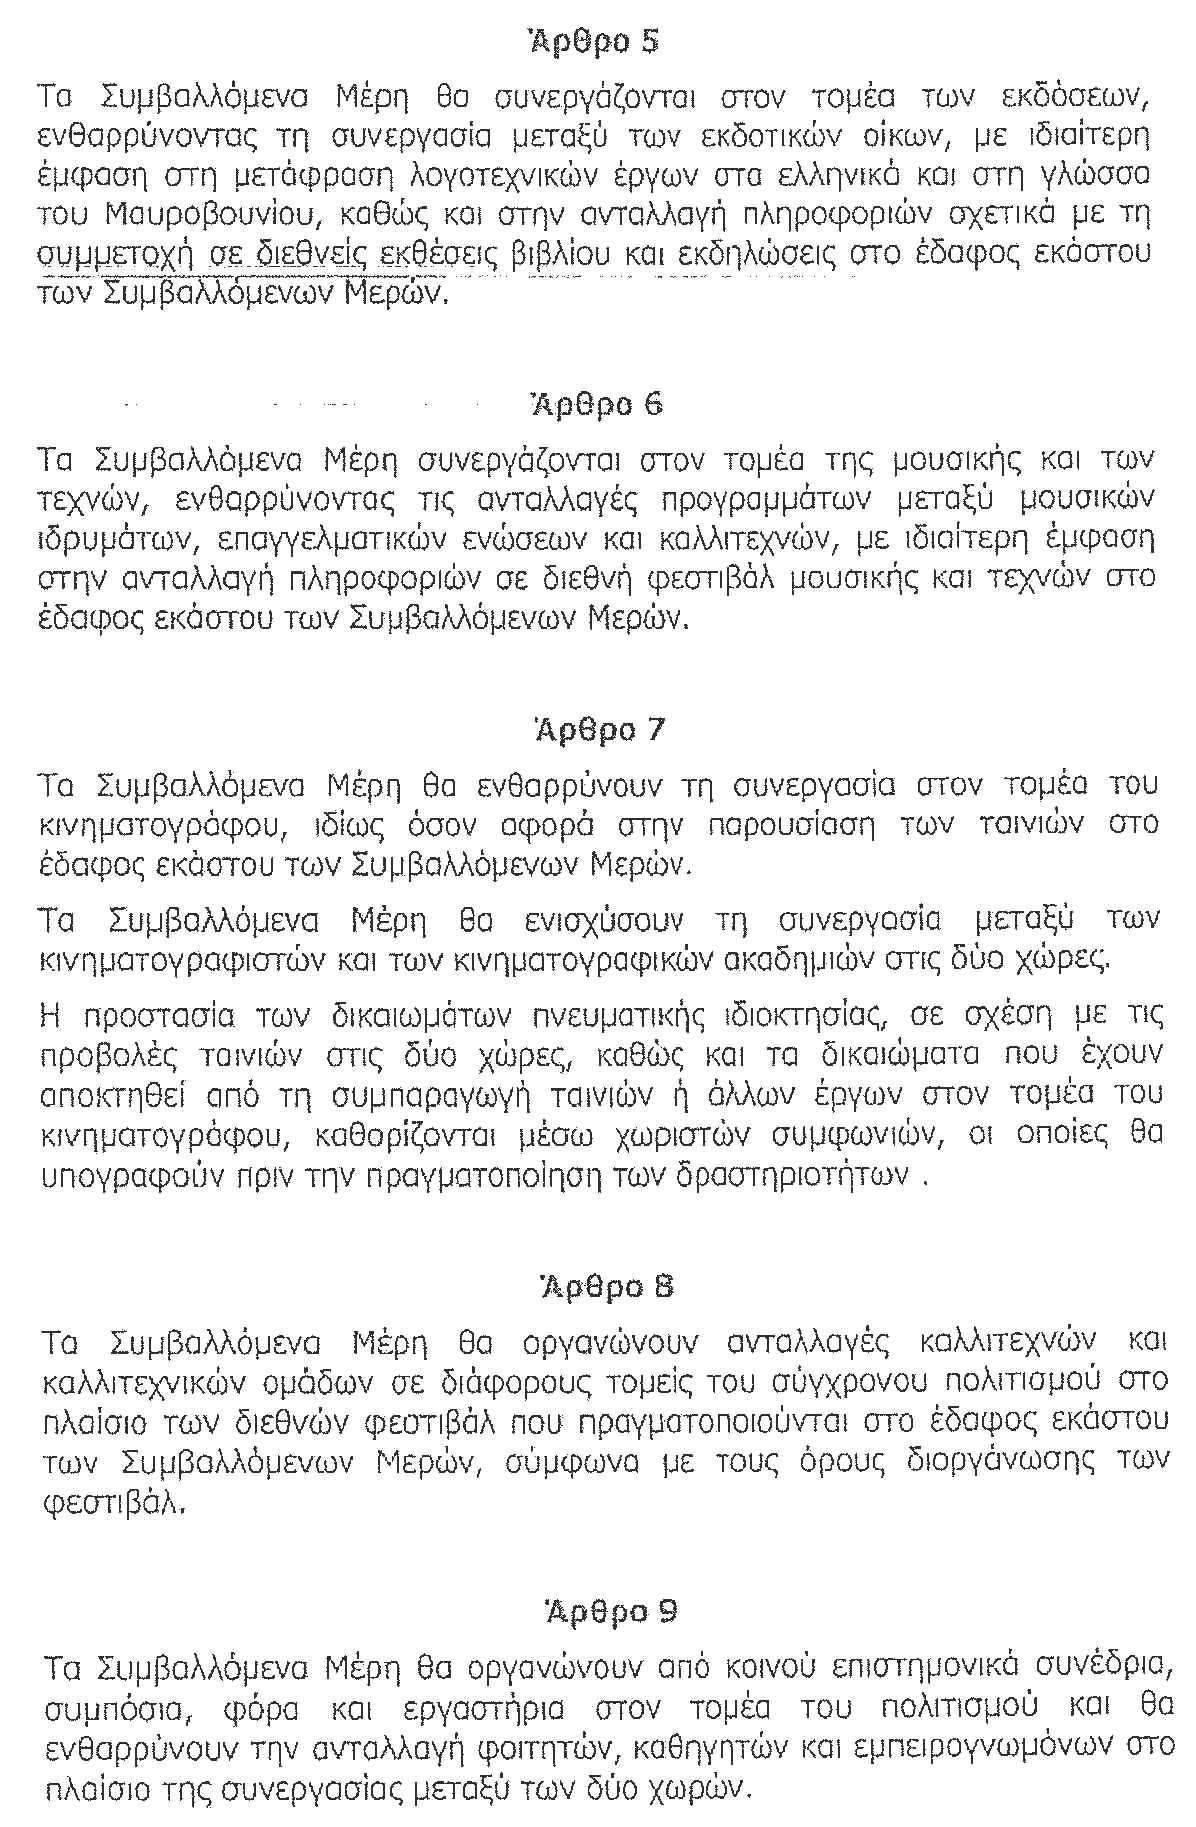 Άρθρο 5
Τα Συμβαλλόμενα Μέρη θα συνεργάζονται στον τομέα των εκδόσεων,
ενθαρρύνοντας τη συνεργασία μεταξύ των εκδοτικών οίκων, με ιδιαίτερη
έμφαση στη μετάφραση λογοτεχνικών έργων στα ελληνικά και στη γλώσσα
του Μαυροβουνίου, καθώς και στην ανταλλαγή πληροφοριών σχετικά με τη
συμμετοχή σε διεθνείς εκθέσεις βιβλίου και εκδηλώσεις στο έδαφος εκάστου
των Συμβαλλόμενων Μερών.
Άρθρο 6
Τα Συμβαλλόμενα Μέρη συνεργάζονται στον τομέα της μουσικής και των
τεχνών, ενθαρρύνοντας τις ανταλλαγές προγραμμάτων μεταξύ μουσικών
ιδρυμάτων, επαγγελματικών ενώσεων και καλλιτεχνών, με ιδιαίτερη έμφαση
στην ανταλλαγή πληροφοριών σε διεθνή φεστιβάλ μουσικής και τεχνών στο
έδαφος εκάστου των Συμβαλλόμενων Μερών.
Άρθρο 7
Τα Συμβαλλόμενα Μέρη θα ενθαρρύνουν τη συνεργασία στον τομέα του
κινηματογράφου, ιδίως όσον αφορά στην παρουσίαση των ταινιών στο
έδαφος εκάστου των Συμβαλλόμενων Μερών.
Τα Συμβαλλόμενα Μέρη θα ενισχύσουν τη συνεργασία μεταξύ των
κινηματογραφιστών και των κινηματογραφικών ακαδημιών στις δύο χώρες.
Η προστασία των δικαιωμάτων πνευματικής ιδιοκτησίας, σε σχέση με τις
προβολές ταινιών στις δύο χώρες, καθώς και τα δικαιώματα που έχουν
αποκτηθεί από τη συμπαραγωγή ταινιών ή άλλων έργων στον τομέα του
κινηματογράφου, καθορίζονται μέσω χωριστών συμφωνιών, οι οποίες θα
υπογραφούν πριν την πραγματοποίηση των δραστηριοτήτων .
Άρθρο 8
Τα Συμβαλλόμενα Μέρη θα οργανώνουν ανταλλαγές καλλιτεχνών και
καλλιτεχνικών ομάδων σε διάφορους τομείς του σύγχρονου πολιτισμού στο
πλαίσιο των διεθνών φεστιβάλ που πραγματοποιούνται στο έδαφος εκάστου
των Συμβαλλόμενων Μερών, σύμφωνα με τους όρους διοργάνωσης των
φεστιβάλ.
Άρθρο 9
Τα Συμβαλλόμενα Μέρη θα οργανώνουν από κοινού επιστημονικά συνέδρια,
συμπόσια, φόρα και εργαστήρια στον τομέα του πολιτισμού και θα
ενθαρρύνουν την ανταλλαγή φοιτητών, καθηγητών και εμπειρογνωμόνων στο
πλαίσιο της συνεργασίας μεταξύ των δύο χωρών.